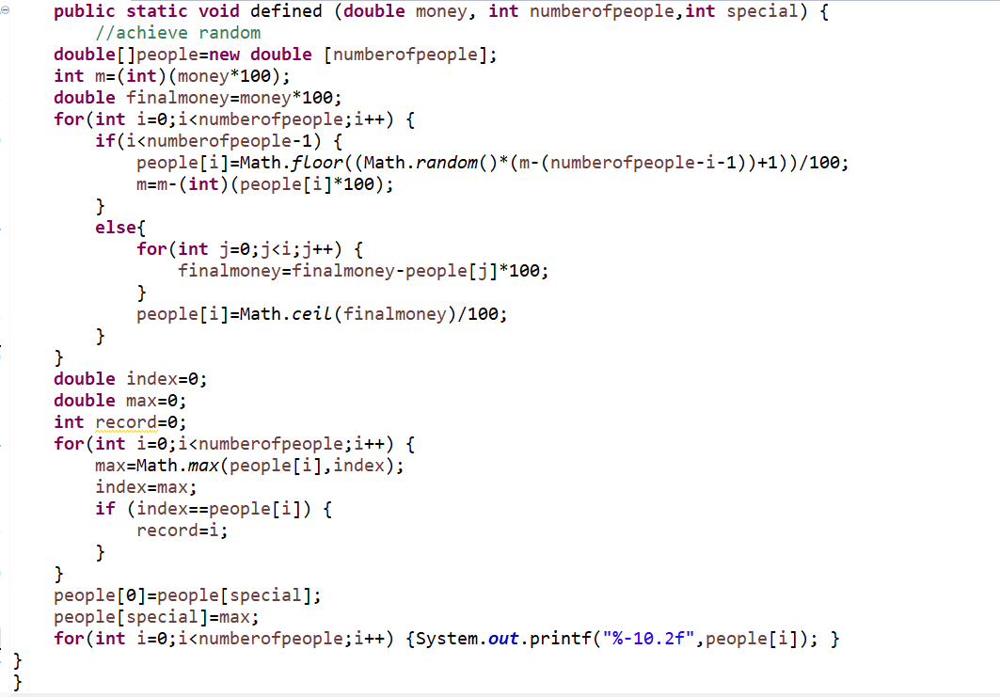 public static void defined (double money, int numberofpeople,int special) {
//achieve random
double[]people=new double [numberofpeople];
int m=(int)(money*100);
double finalmoney=money*100;
for(int i=0;i<numberofpeople;i++) {
if(i<numberofpeople-1) {
people[i]=Math.floor((Math.random()*(m-(numberofpeople-i-1))+1))/100;
m=m-(int)(people[i]*100);
}
else{
for(int j=0;j<i;j++) {
finalmoney=finalmoney-people[j]*100;
}
people[i]=Math.ceil(finalmoney)/100;
}
}
double index=0;
double max=0;
int record=0;
for(int i=0;i<numberofpeople;i++) {
max=Math.max(people[i],index);
index=max;
if (index==people[i]) {
record=i;
}
}
people[0]=people[special];
people[special]=max;
for(int i=0;i<numberofpeople;i++) {System.out.printf("%-10.2f",people[i]); }
}
}